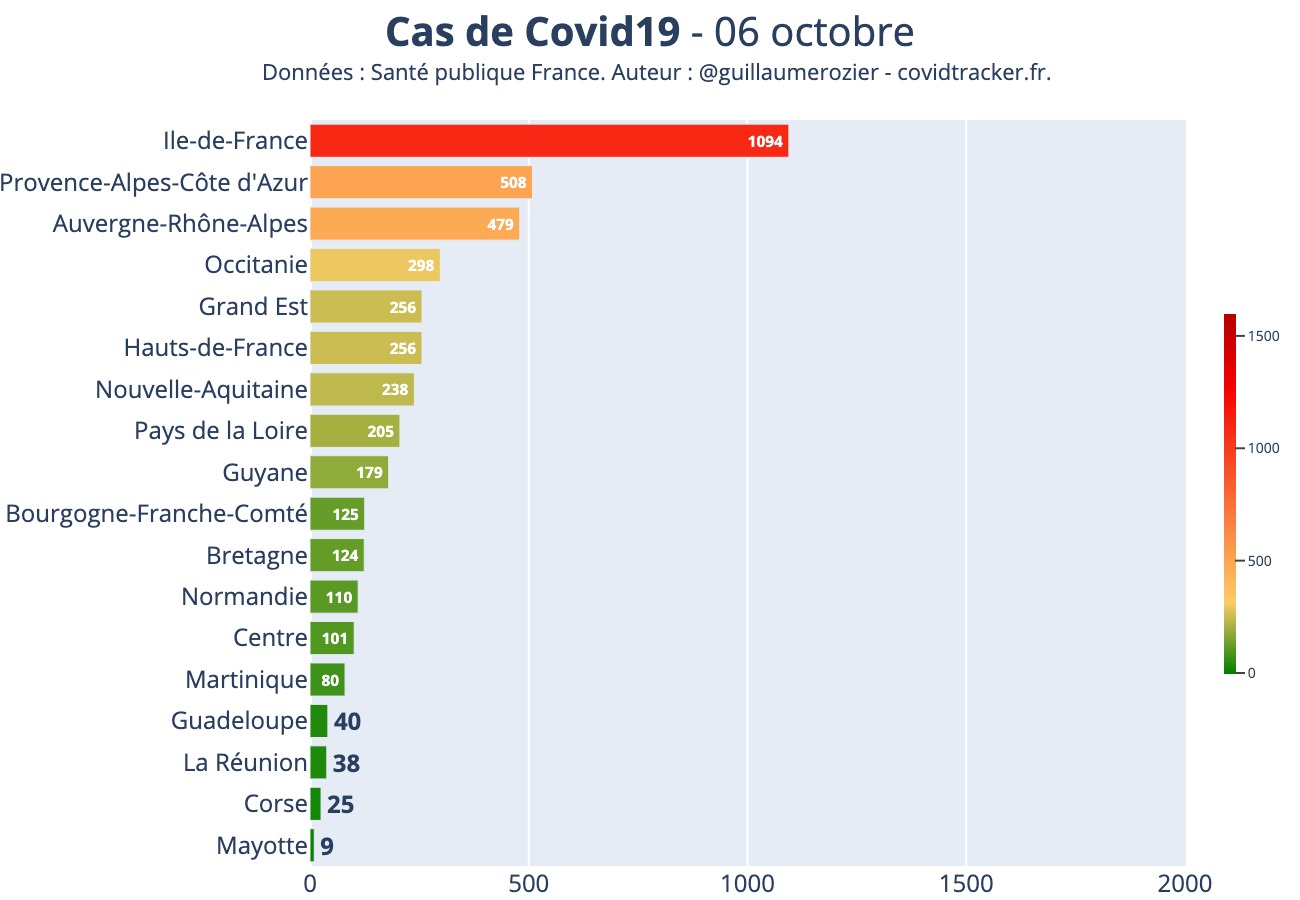 Cas de Covid19 - 06 octobre
Données : Santé publique France. Auteur : @guillaumerozier - covidtracker.fr.
Ile-de-France 1094
Provence-Alpes-Côte d'Azur 508
Auvergne-Rhône-Alpes 479
Occitanie 298
Grand Est 256
Hauts-de-France 256
Nouvelle-Aquitaine 238
Pays de la Loire 205
Guyane 179
Bourgogne-Franche-Comté 125
Bretagne 124
Normandie 110
Centre 101
Martinique 80
Guadeloupe 40
La Réunion 38
Corse 25
Mayotte 9
0 500 1000 1500 2000
1500
1000
500
0